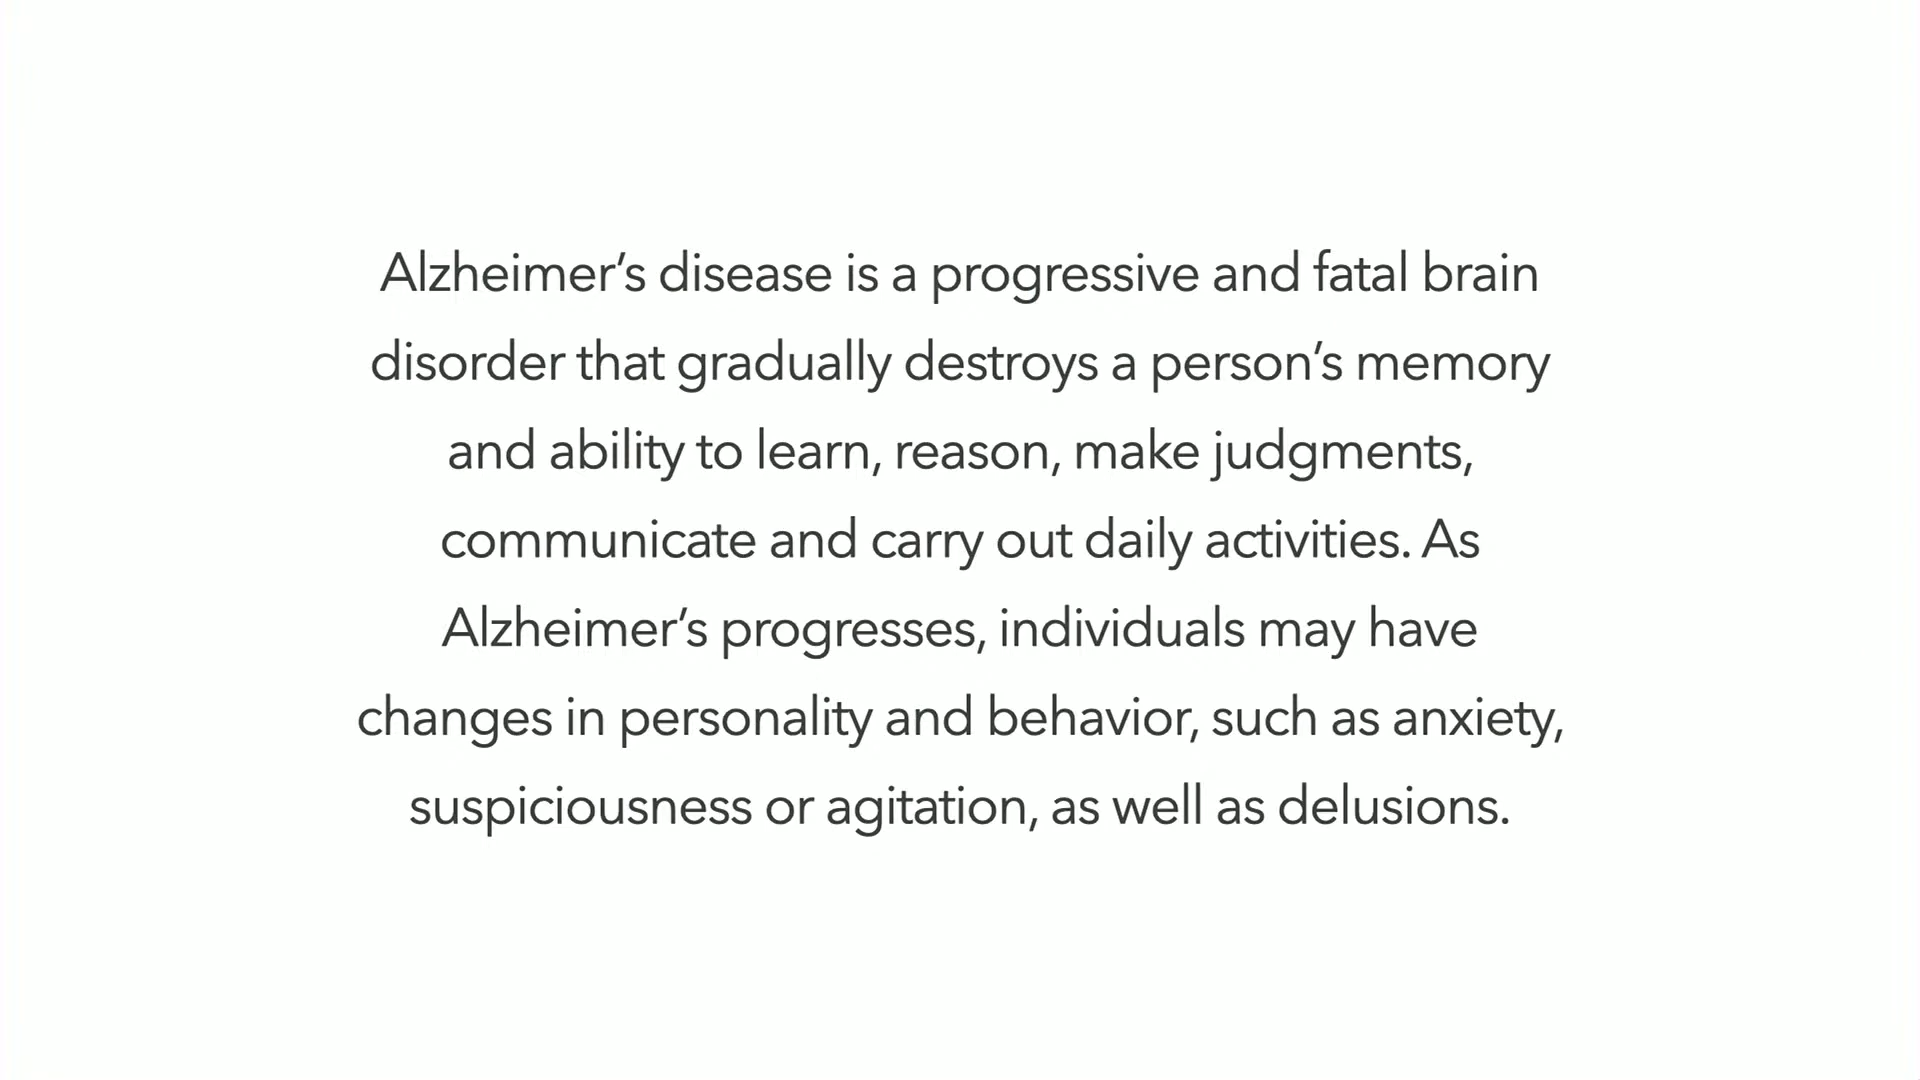 Alzheimer’s disease is a progressive and fatal brain
disorder that gradually destroys a person’s memory
and ability to learn, reason, make judgments,
communicate and carry out daily activities. As
Alzheimer’s progresses, individuals may have
changes in personality and behavior, such as anxiety,
suspiciousness or agitation, as well as delusions.